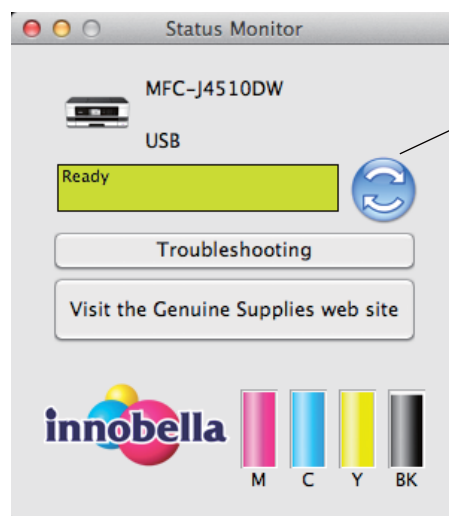 Status Monitor
MFC-J4510DW
USB
Ready
Troubleshooting
Visit the Genuine Supplies web site
innobella
M C Y BK